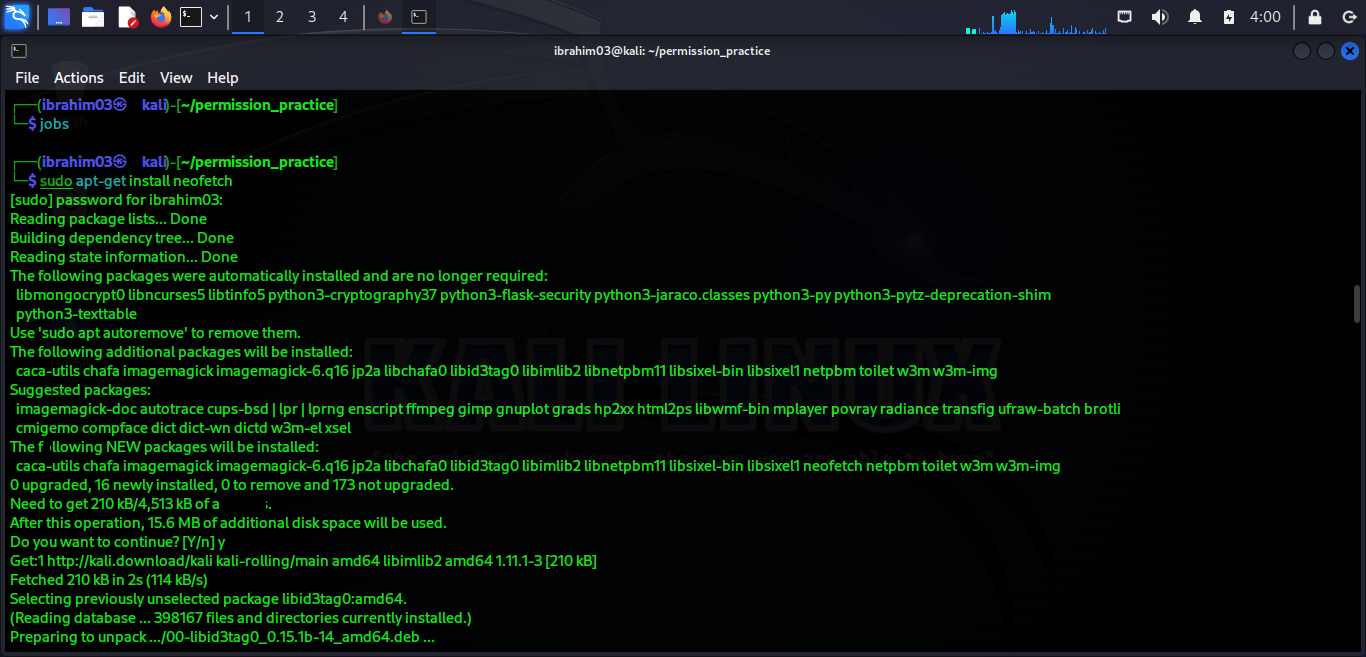 1 2 3 4 4:00
ibrahim03@kali: ~/permission_practice
File Actions Edit View Help
┌──(ibrahim03㉿ kali)-[~/permission_practice]
└─$ jobs
┌──(ibrahim03㉿ kali)-[~/permission_practice]
└─$ sudo apt-get install neofetch
[sudo] password for ibrahim03:
Reading package lists... Done
Building dependency tree... Done
Reading state information... Done
The following packages were automatically installed and are no longer required:
libmongocrypt0 libncurses5 libtinfo5 python3-cryptography37 python3-flask-security python3-jaraco.classes python3-py python3-pytz-deprecation-shim
python3-texttable
Use 'sudo apt autoremove' to remove them.
The following additional packages will be installed:
caca-utils chafa imagemagick imagemagick-6.q16 jp2a libchafa0 libid3tag0 libimlib2 libnetpbm11 libsixel-bin libsixel1 netpbm toilet w3m w3m-img
Suggested packages:
imagemagick-doc autotrace cups-bsd | lpr | lprng enscript ffmpeg gimp gnuplot grads hp2xx html2ps libwmf-bin mplayer povray radiance transfig ufraw-batch brotli
cmigemo compface dict dict-wn dictd w3m-el xsel
The f llowing NEW packages will be installed:
caca-utils chafa imagemagick imagemagick-6.q16 jp2a libchafa0 libid3tag0 libimlib2 libnetpbm11 libsixel-bin libsixel1 neofetch netpbm toilet w3m w3m-img
0 upgraded, 16 newly installed, 0 to remove and 173 not upgraded.
Need to get 210 kB/4,513 kB of a s.
After this operation, 15.6 MB of additional disk space will be used.
Do you want to continue? [Y/n] y
Get:1 http://kali.download/kali kali-rolling/main amd64 libimlib2 amd64 1.11.1-3 [210 kB]
Fetched 210 kB in 2s (114 kB/s)
Selecting previously unselected package libid3tag0:amd64.
(Reading database ... 398167 files and directories currently installed.)
Preparing to unpack .../00-libid3tag0_0.15.1b-14_amd64.deb ...
KALI LINUX